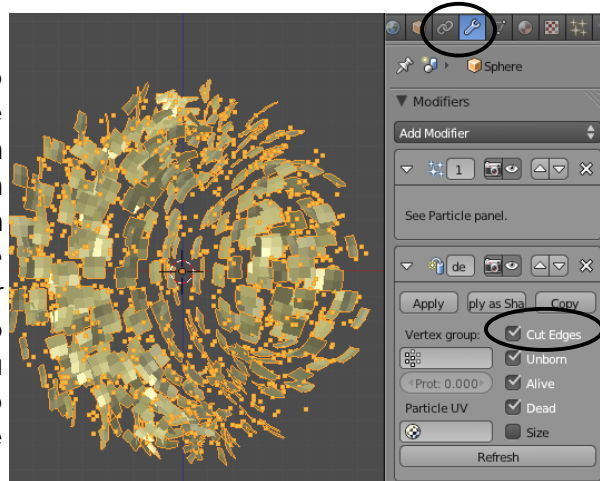 Sphere
Modifiers
Add Modifier
1
See Particle panel.
de
Apply ply as Sha Copy
Vertex group: Cut Edges
Unborn
Prot: 0.000 Alive
Particle UV Dead
Size
Refresh